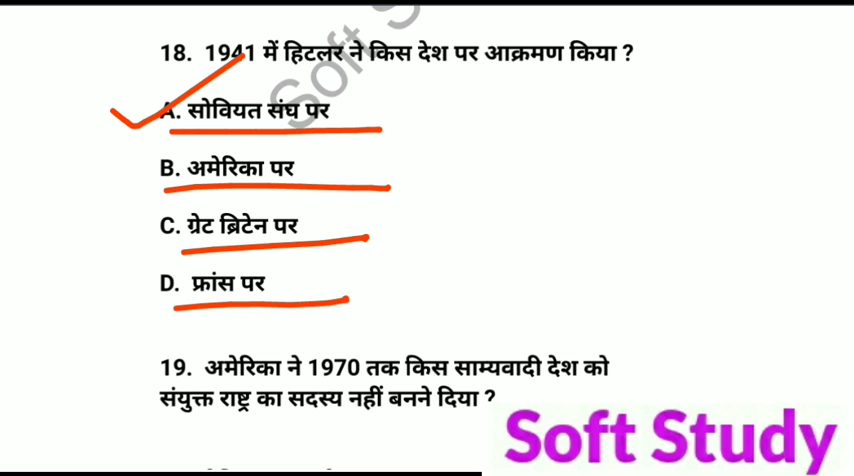 Soft S
18. 1941 में हिटलर ने किस देश पर आक्रमण किया ?
A. सोवियत संघ पर
B. अमेरिका पर
C. ग्रेट ब्रिटेन पर
D. फ्रांस पर
19. अमेरिका ने 1970 तक किस साम्यवादी देश को
संयुक्त राष्ट्र का सदस्य नहीं बनने दिया ?
Soft Study